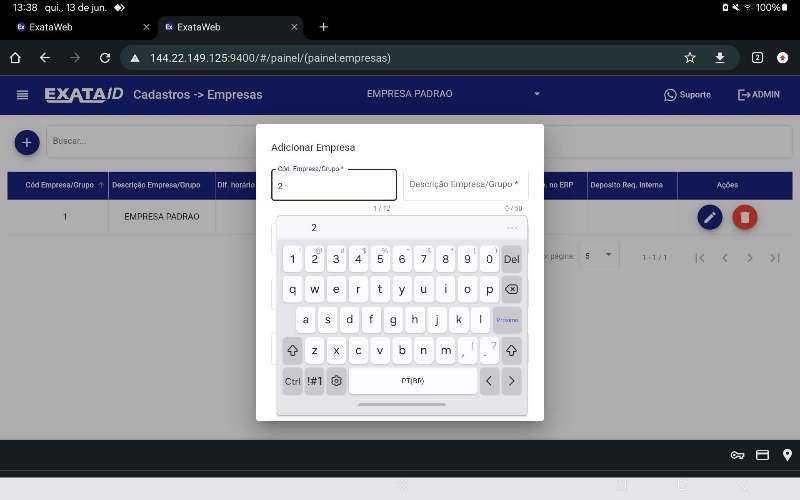 13:38 qui., 13 de jun. 100%
ExataWeb
ExataWeb
144.22.149.125:9400/#/painel/(painel:empresas)
2
EXATA/D Cadastros -> Empresas
EMPRESA PADRAO
Suporte
ADMIN
Buscar...
Adicionar Empresa
Cód. Empresa/Grupo *
2
1 / 12
Descrição Empresa/Grupo *
0 / 50
Cód Empresa/Grupo Descrição Empresa/Grupo Dif. horário no ERP Deposito Req. Interna Ações
1 EMPRESA PADRAO
página: 5 1 - 1 / 1
2 ...
! @ # $ % ^ & * ( )
1 2 3 4 5 6 7 8 9 0 Del
q w e r t y u i o p
a s d f g h j k l Próximo
z x c v b n m , ! . ?
Ctrl !#1 PT(BR) < >